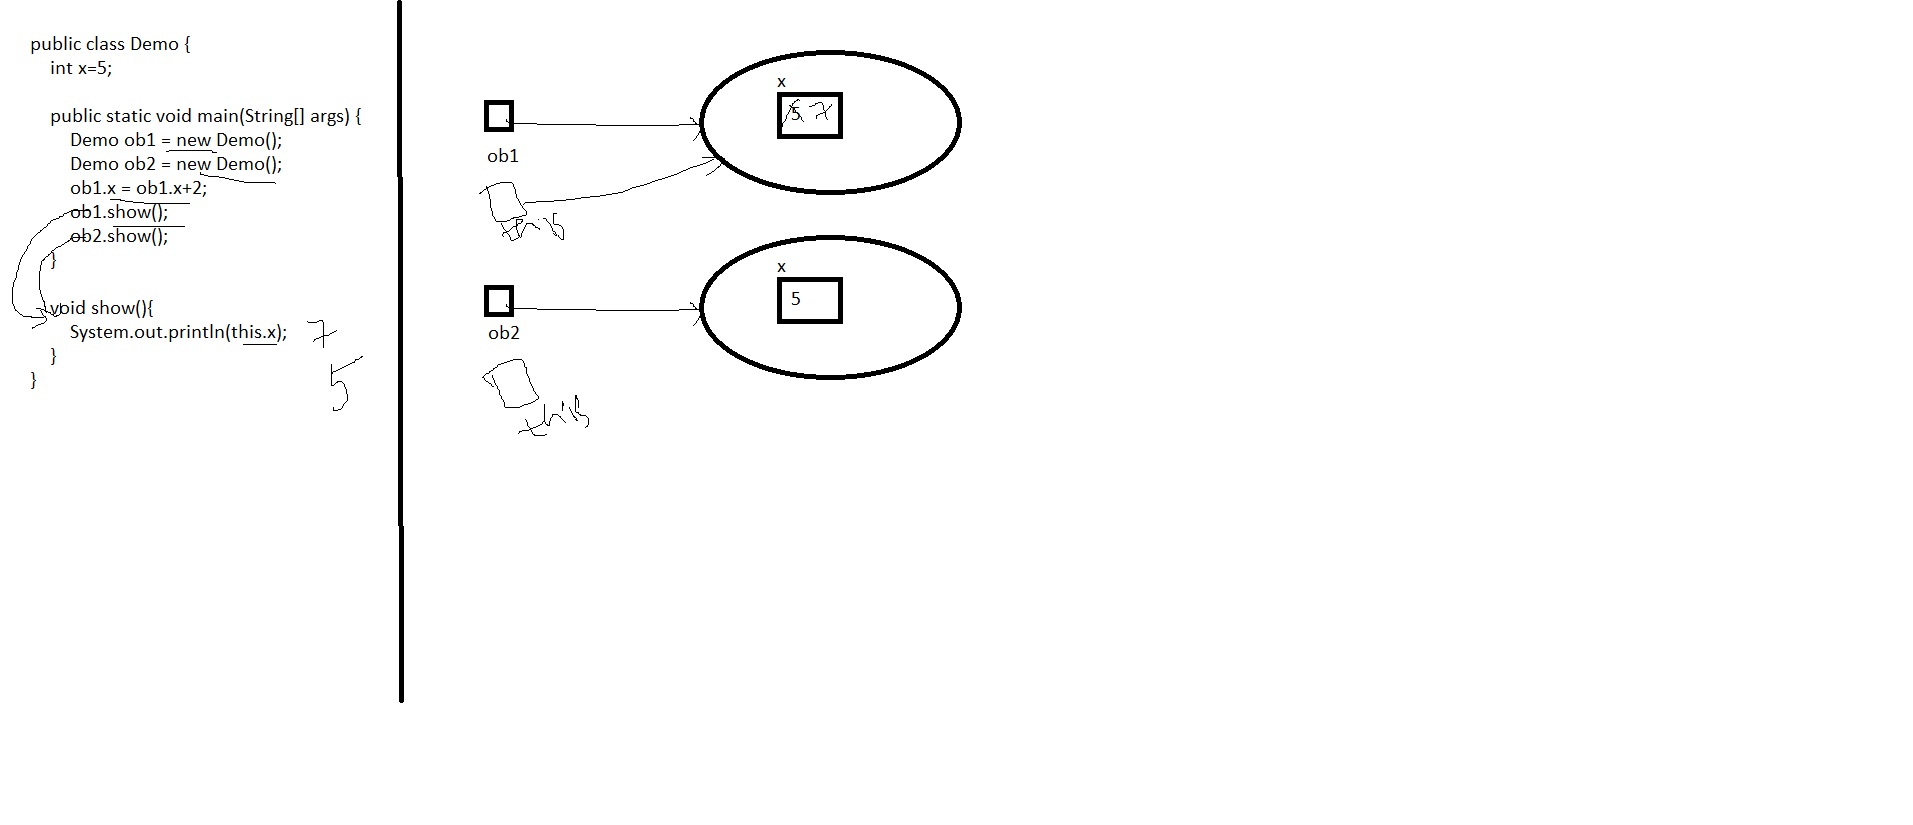 public class Demo {
int x=5;
public static void main(String[] args) {
Demo ob1 = new Demo();
Demo ob2 = new Demo();
ob1.x = ob1.x+2;
ob1.show();
ob2.show();
}
void show(){
System.out.println(this.x); 7
} 5
}
x
5 7
ob1
this
x
5
ob2
this